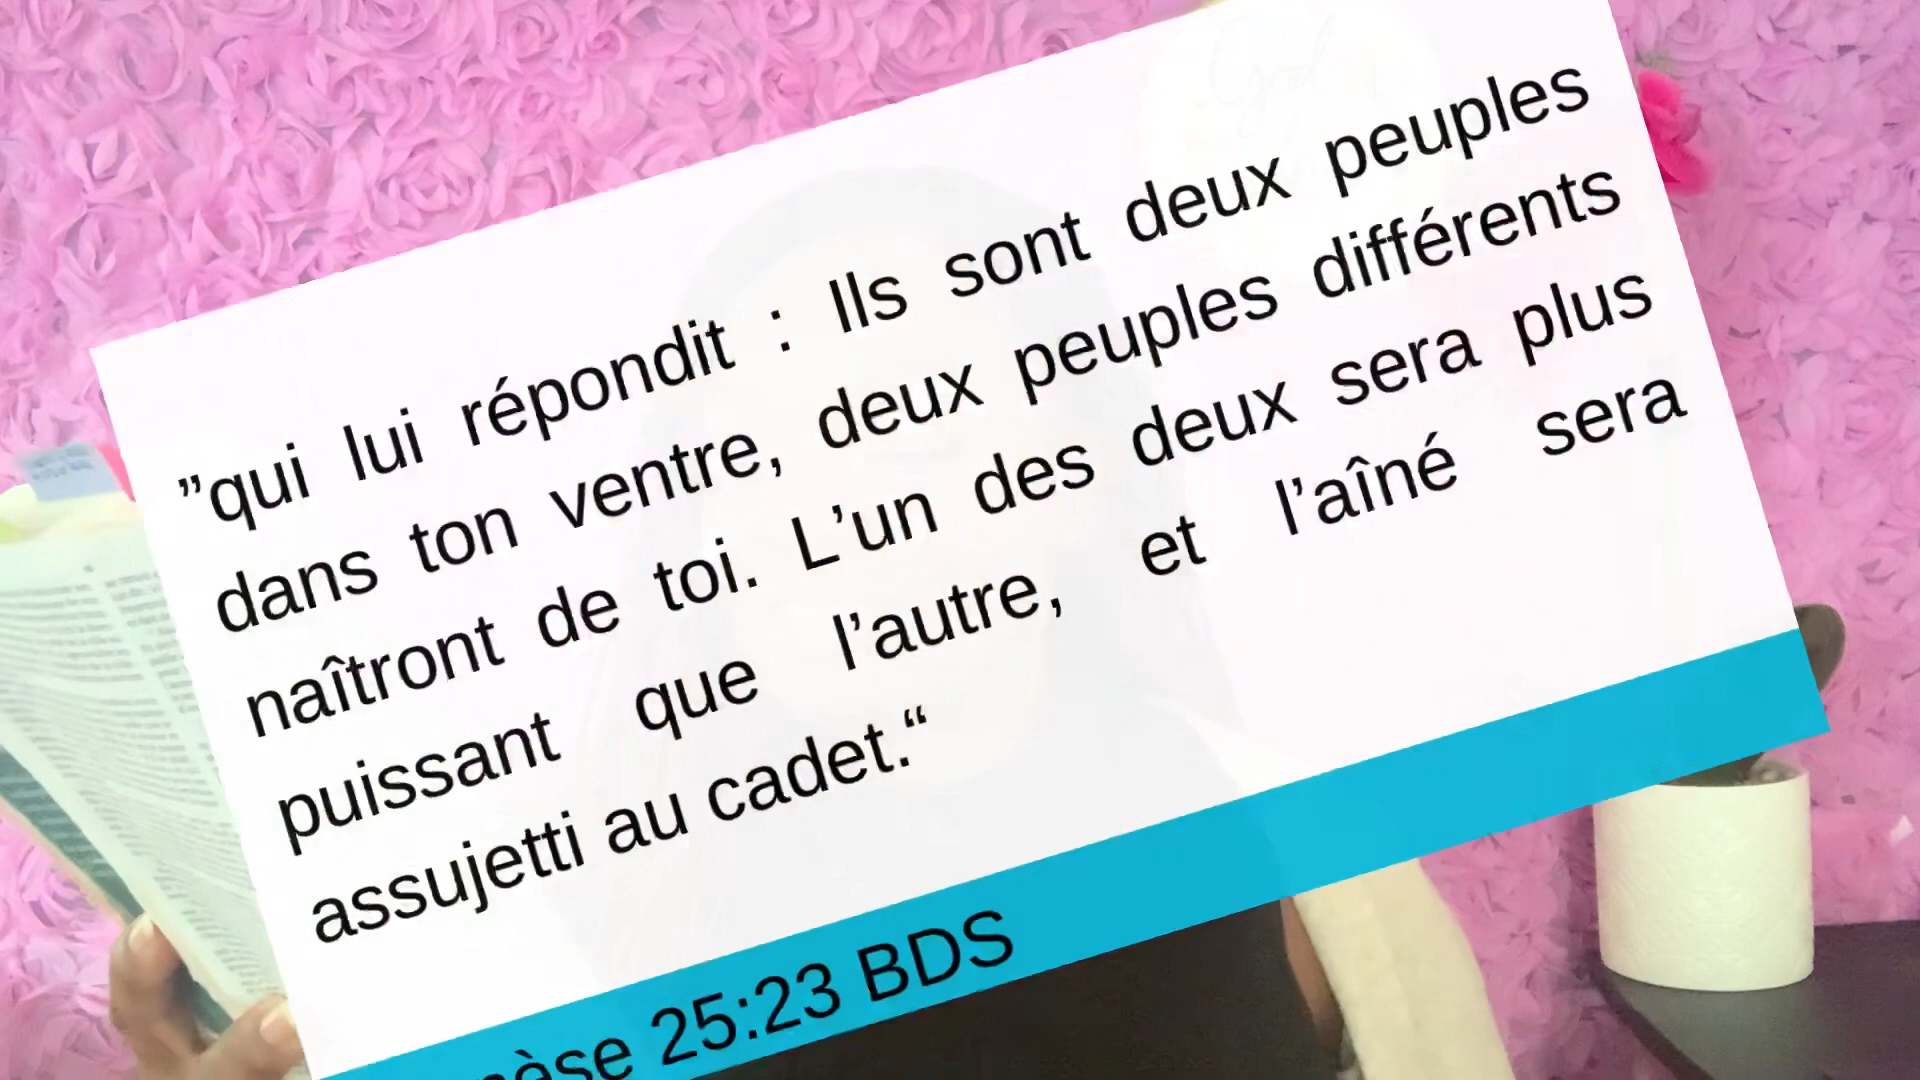 ”qui lui répondit : Ils sont deux peuples
dans ton ventre, deux peuples différents
naîtront de toi. L’un des deux sera plus
puissant que l’autre, et l’aîné sera
assujetti au cadet.“
25:23 BDS